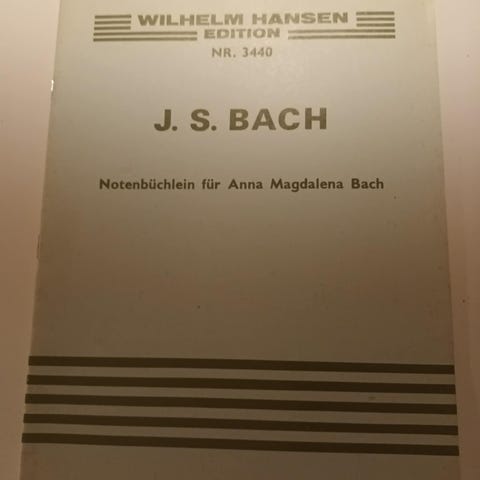 WILHELM HANSEN
EDITION
NR. 3440
J. S. BACH
Notenbüchlein für Anna Magdalena Bach